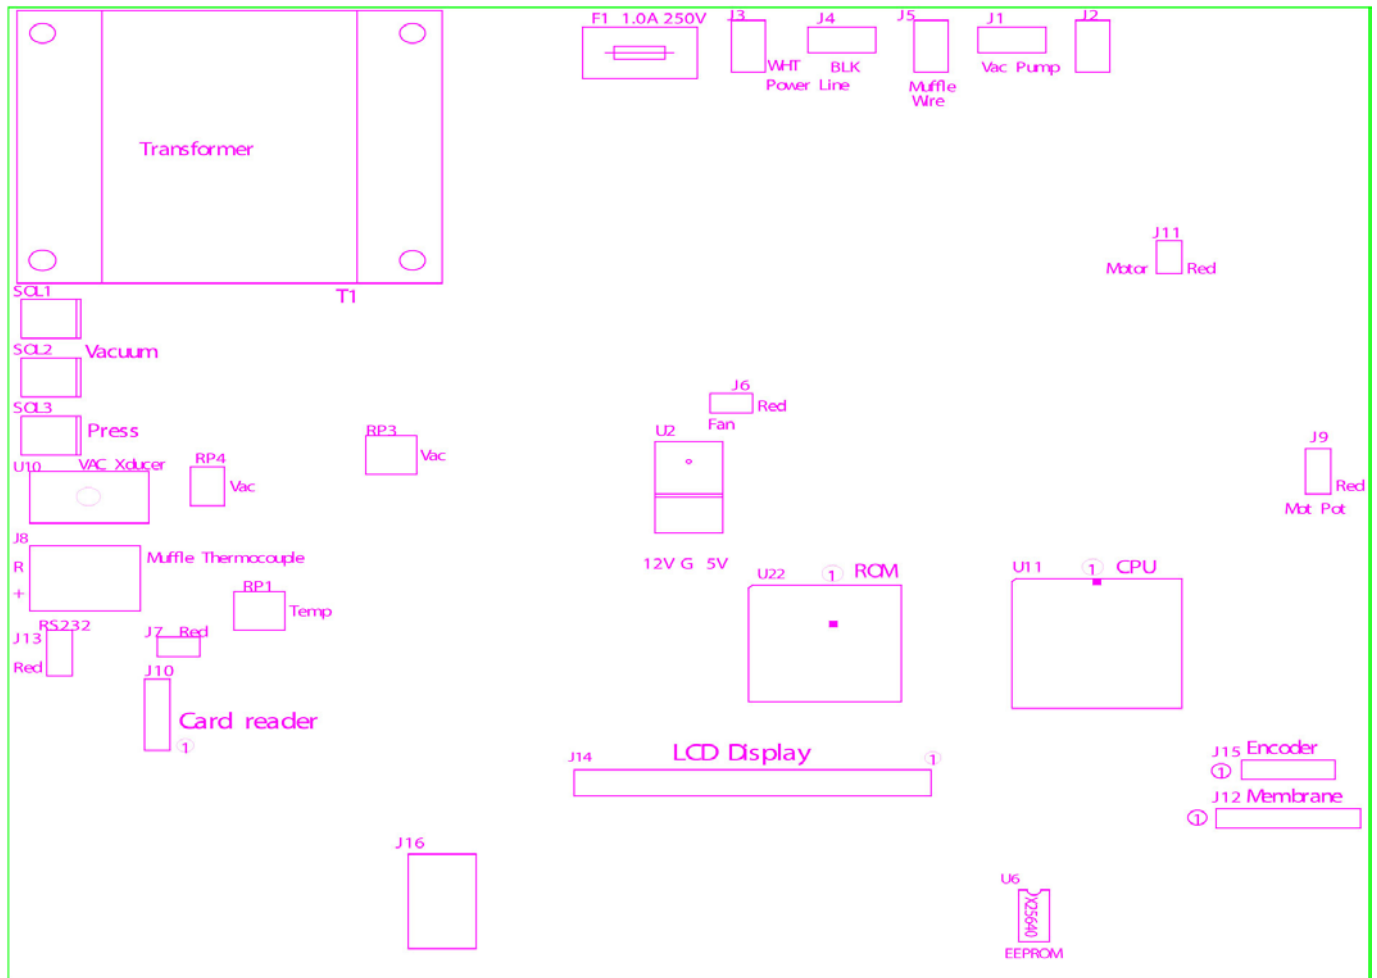 F1 1.0A 250V
J3
J4
J5
J1
J2
WHT
BLK
Power Line
Muffle
Wire
Vac Pump
Transformer
J11
Motor
Red
T1
SOL1
SOL2
Vacuum
SOL3
Press
J6
Red
Fan
RP3
Vac
U2
J9
Red
Mot Pot
U10
VAC Xducer
RP4
Vac
J8
R
+
Muffle Thermocouple
12V G 5V
U22
1
ROM
U11
1
CPU
RP1
Temp
RS232
J13
Red
J7 Red
J10
Card reader
1
J14
LCD Display
1
J15 Encoder
1
J12 Membrane
1
J16
U6
X25640
EEPROM